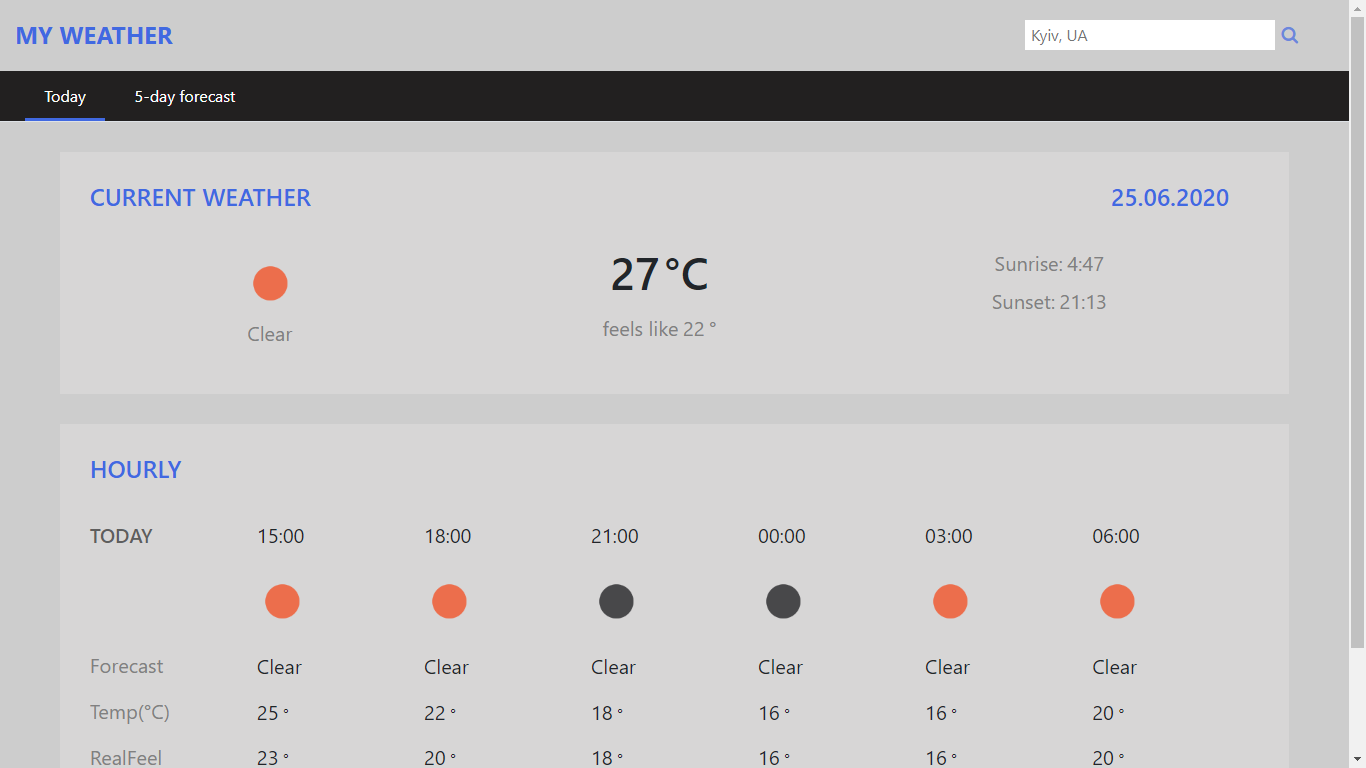 MY WEATHER
Kyiv, UA
Today 5-day forecast
CURRENT WEATHER 25.06.2020
27°C
Sunrise: 4:47
Sunset: 21:13
feels like 22 °
Clear
HOURLY
TODAY 15:00 18:00 21:00 00:00 03:00 06:00
Forecast Clear Clear Clear Clear Clear Clear
Temp(°C) 25 ° 22 ° 18 ° 16 ° 16 ° 20 °
RealFeel 23 ° 20 ° 18 ° 16 ° 16 ° 20 °